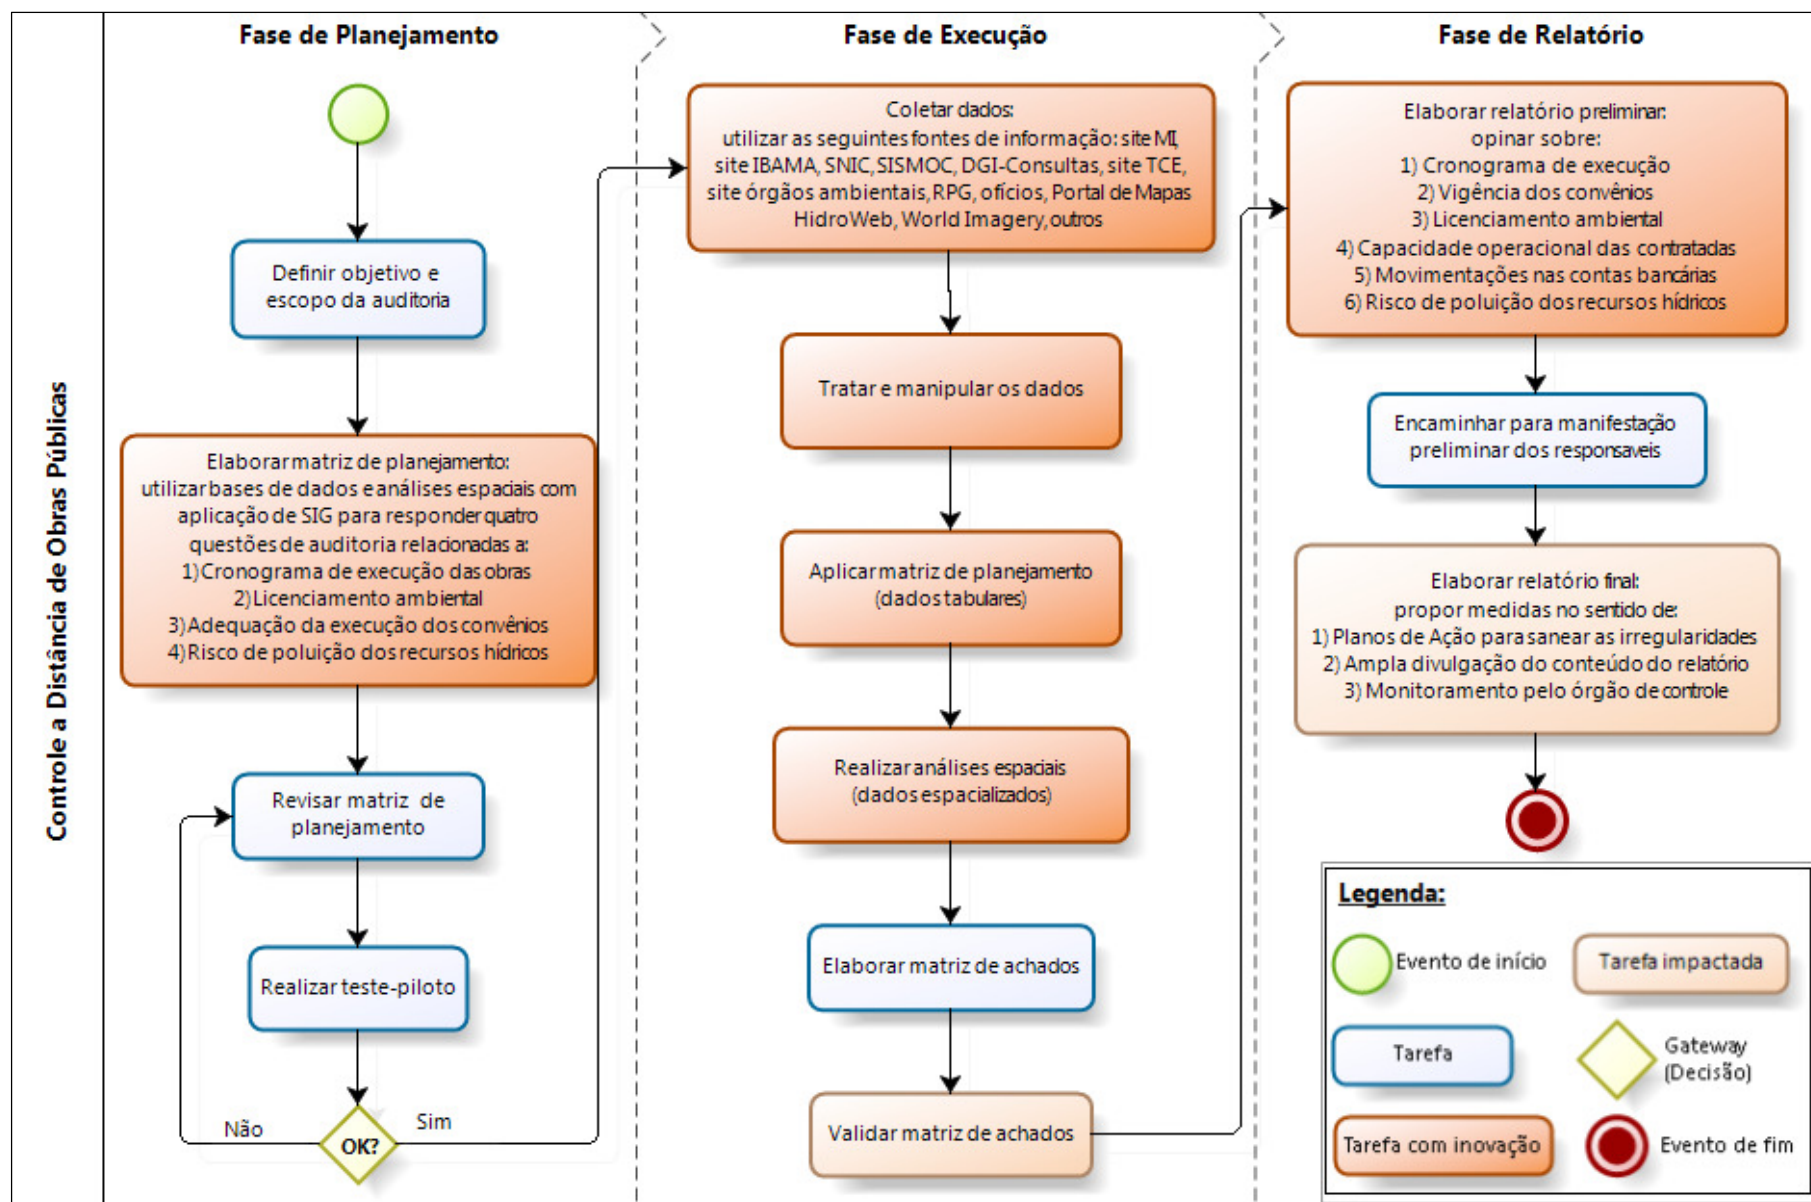 Controle a Distância de Obras Públicas
Fase de Planejamento
Definir objetivo e
escopo da auditoria
Elaborar matriz de planejamento:
utilizar bases de dados e análises espaciais com
aplicação de SIG para responder quatro
questões de auditoria relacionadas a:
1) Cronograma de execução das obras
2) Licenciamento ambiental
3) Adequação da execução dos convênios
4) Risco de poluição dos recursos hídricos
Revisar matriz de
planejamento
Realizar teste-piloto
OK?
Não
Sim
Fase de Execução
Coletar dados:
utilizar as seguintes fontes de informação: site MI,
site IBAMA, SNIC, SISMOC, DGI-Consultas, site TCE,
site órgãos ambientais, RPG, ofícios, Portal de Mapas
HidroWeb, World Imagery, outros
Tratar e manipular os dados
Aplicar matriz de planejamento
(dados tabulares)
Realizar análises espaciais
(dados espacializados)
Elaborar matriz de achados
Validar matriz de achados
Fase de Relatório
Elaborar relatório preliminar:
opinar sobre:
1) Cronograma de execução
2) Vigência dos convênios
3) Licenciamento ambiental
4) Capacidade operacional das contratadas
5) Movimentações nas contas bancárias
6) Risco de poluição dos recursos hídricos
Encaminhar para manifestação
preliminar dos responsaveis
Elaborar relatório final:
propor medidas no sentido de:
1) Planos de Ação para sanear as irregularidades
2) Ampla divulgação do conteúdo do relatório
3) Monitoramento pelo órgão de controle
Legenda:
Evento de início
Tarefa impactada
Tarefa
Gateway
(Decisão)
Tarefa com inovação
Evento de fim